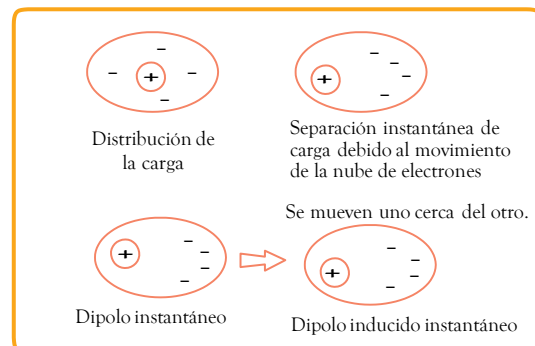 Distribución de
la carga
Separación instantánea de
carga debido al movimiento
de la nube de electrones
Se mueven uno cerca del otro.
Dipolo instantáneo
Dipolo inducido instantáneo